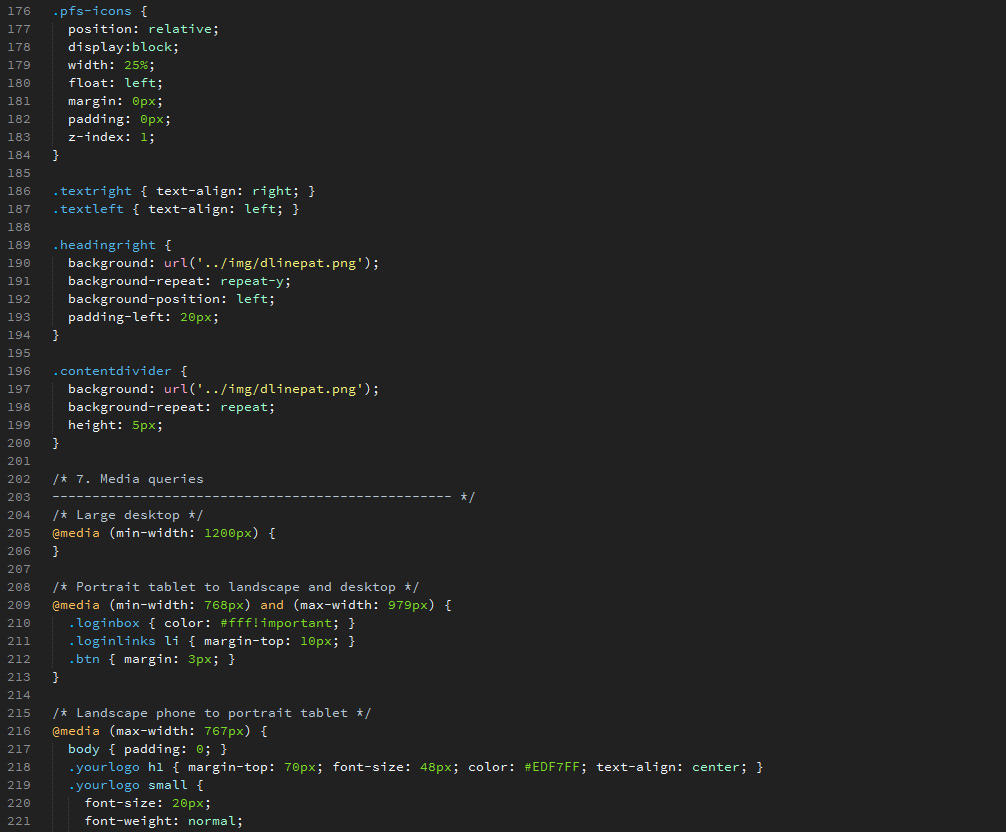 176 .pfs-icons {
177 position: relative;
178 display:block;
179 width: 25%;
180 float: left;
181 margin: 0px;
182 padding: 0px;
183 z-index: 1;
184 }
185
186 .textright { text-align: right; }
187 .textleft { text-align: left; }
188
189 .headingright {
190 background: url('../img/dlinepat.png');
191 background-repeat: repeat-y;
192 background-position: left;
193 padding-left: 20px;
194 }
195
196 .contentdivider {
197 background: url('../img/dlinepat.png');
198 background-repeat: repeat;
199 height: 5px;
200 }
201
202 /* 7. Media queries
203 -------------------------------------------------- */
204 /* Large desktop */
205 @media (min-width: 1200px) {
206 }
207
208 /* Portrait tablet to landscape and desktop */
209 @media (min-width: 768px) and (max-width: 979px) {
210 .loginbox { color: #fff!important; }
211 .loginlinks li { margin-top: 10px; }
212 .btn { margin: 3px; }
213 }
214
215 /* Landscape phone to portrait tablet */
216 @media (max-width: 767px) {
217 body { padding: 0; }
218 .yourlogo h1 { margin-top: 70px; font-size: 48px; color: #EDF7FF; text-align: center; }
219 .yourlogo small {
220 font-size: 20px;
221 font-weight: normal;